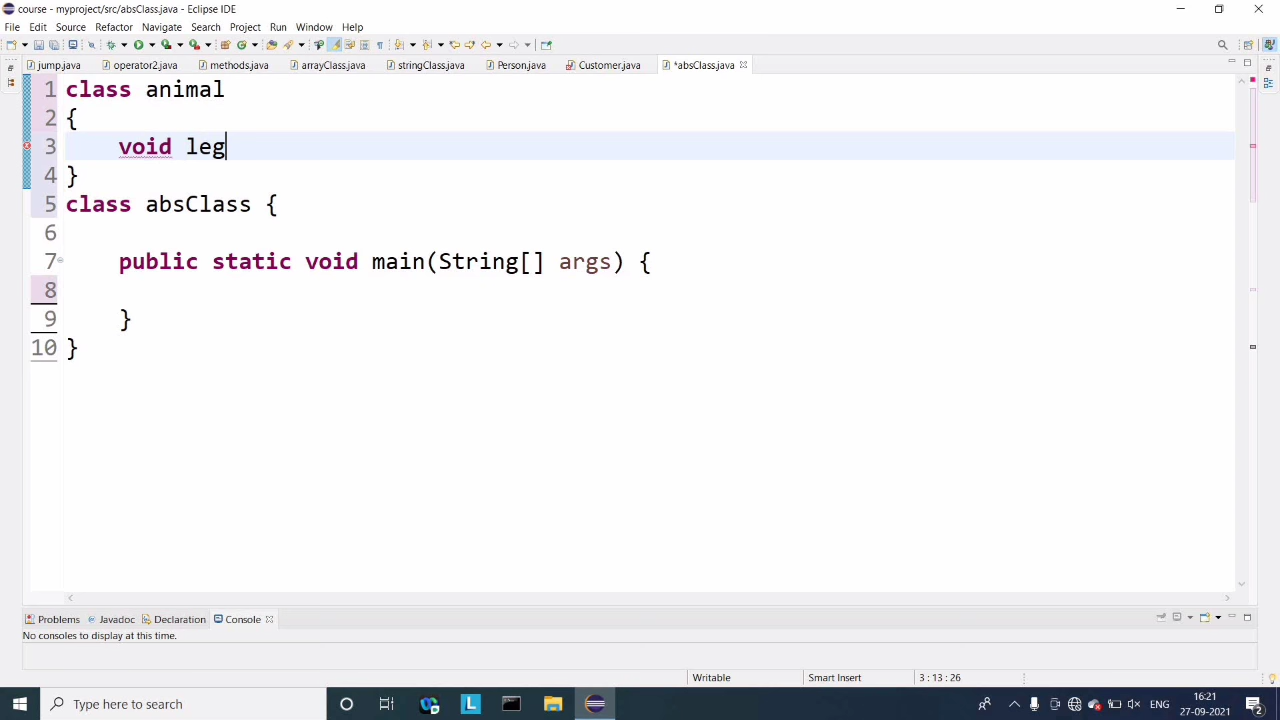 course - myproject/src/absClass.java - Eclipse IDE
File Edit Source Refactor Navigate Search Project Run Window Help
jump.java operator2.java methods.java arrayClass.java stringClass.java Person.java Customer.java *absClass.java
1 class animal
2 {
3 void leg
4 }
5 class absClass {
6
7 public static void main(String[] args) {
8
9 }
10 }
Problems Javadoc Declaration Console
No consoles to display at this time.
Writable Smart Insert 3 : 13 : 26
Type here to search
ENG
16:21
27-09-2021
2